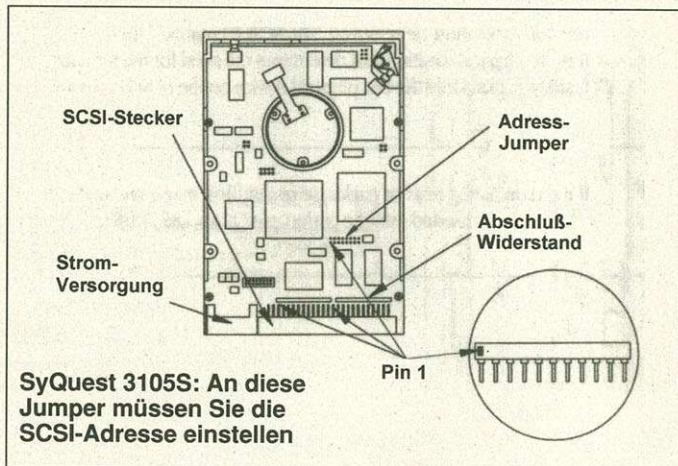 SCSI-Stecker
Adress-
Jumper
Abschluß-
Widerstand
Strom-
Versorgung
Pin 1
SyQuest 3105S: An diese
Jumper müssen Sie die
SCSI-Adresse einstellen